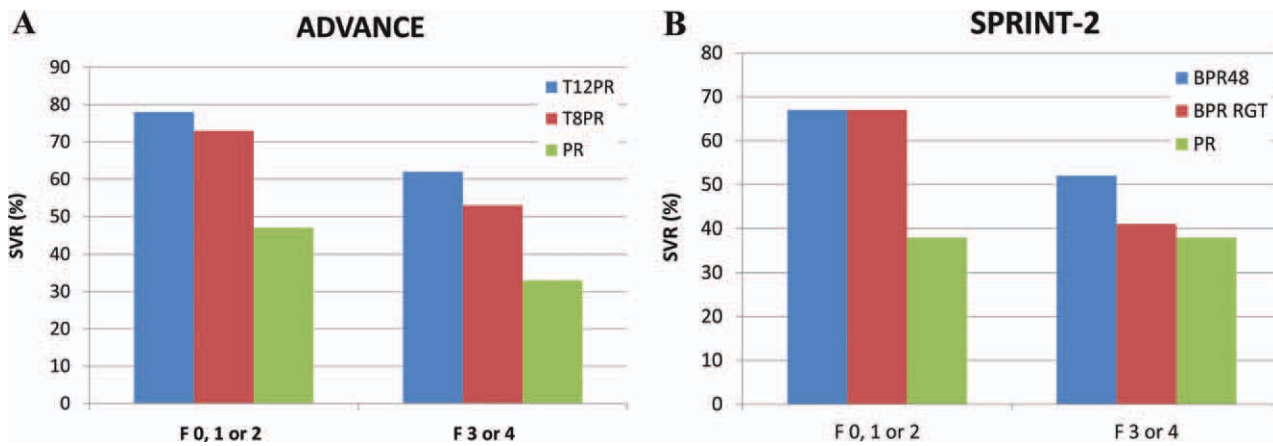 A
ADVANCE
SVR (%)
90
80
70
60
50
40
30
20
10
0
T12PR
T8PR
PR
F 0, 1 or 2
F 3 or 4
B
SPRINT-2
SVR (%)
80
70
60
50
40
30
20
10
0
BPR48
BPR RGT
PR
F 0, 1 or 2
F 3 or 4